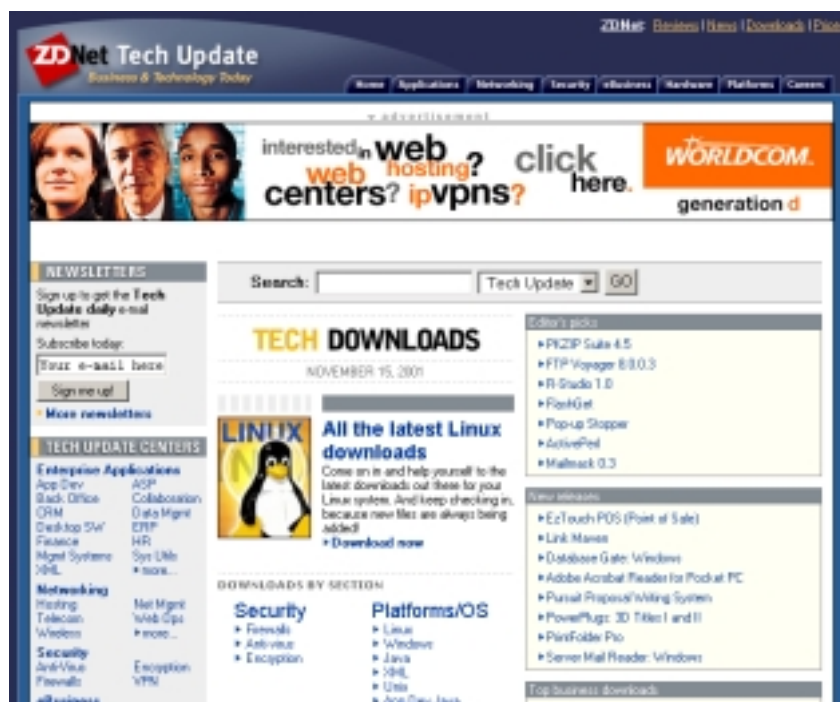 ZDNet: Reviews | News | Downloads |
ZDNet Tech Update
Business & Technology Today
Home Applications Networking Security eBusiness Hardware Platforms Careers
advertisement
interested in web hosting? click here.
web centers? ip vpns?
WORLDCOM.
generation d
NEWSLETTERS
Sign up to get the Tech
Update daily e-mail
newsletter
Subscribe today:
Your e-mail here
Sign me up!
More newsletters
TECH UPDATE CENTERS
Enterprise Applications
App Dev ASP
Back Office Collaboration
CRM Data Mgmt
Desktop SW ERP
Finance HR
Mgmt Systems Sys Utils
XML more...
Networking
Hosting Net Mgmt
Telecom Web Ops
Wireless more...
Security
Anti-Virus Encryption
Firewalls VPN
eBusiness
Search: Tech Update GO
TECH DOWNLOADS
NOVEMBER 15, 2001
LINUX
All the latest Linux
downloads
Come on in and help yourself to the
latest downloads out there for your
Linux system. And keep checking in,
because new files are always being
added!
Download now
DOWNLOADS BY SECTION
Security
Firewalls
Anti-virus
Encryption
Platforms/OS
Linux
Windows
Java
XML
Unix
App Dev Java
Editor's picks
PKZIP Suite 4.5
FTP Voyager 8.0.0.3
R-Studio 1.0
FlashGet
Pop-up Stopper
ActivePerl
Mailmack 0.3
New releases
EzTouch POS (Point of Sale)
Link Maven
Database Gate: Windows
Adobe Acrobat Reader for Pocket PC
Pursuit Proposal Writing System
PowerPlugs: 3D Titles I and II
PrintFolder Pro
Server Mail Reader: Windows
Top business downloads